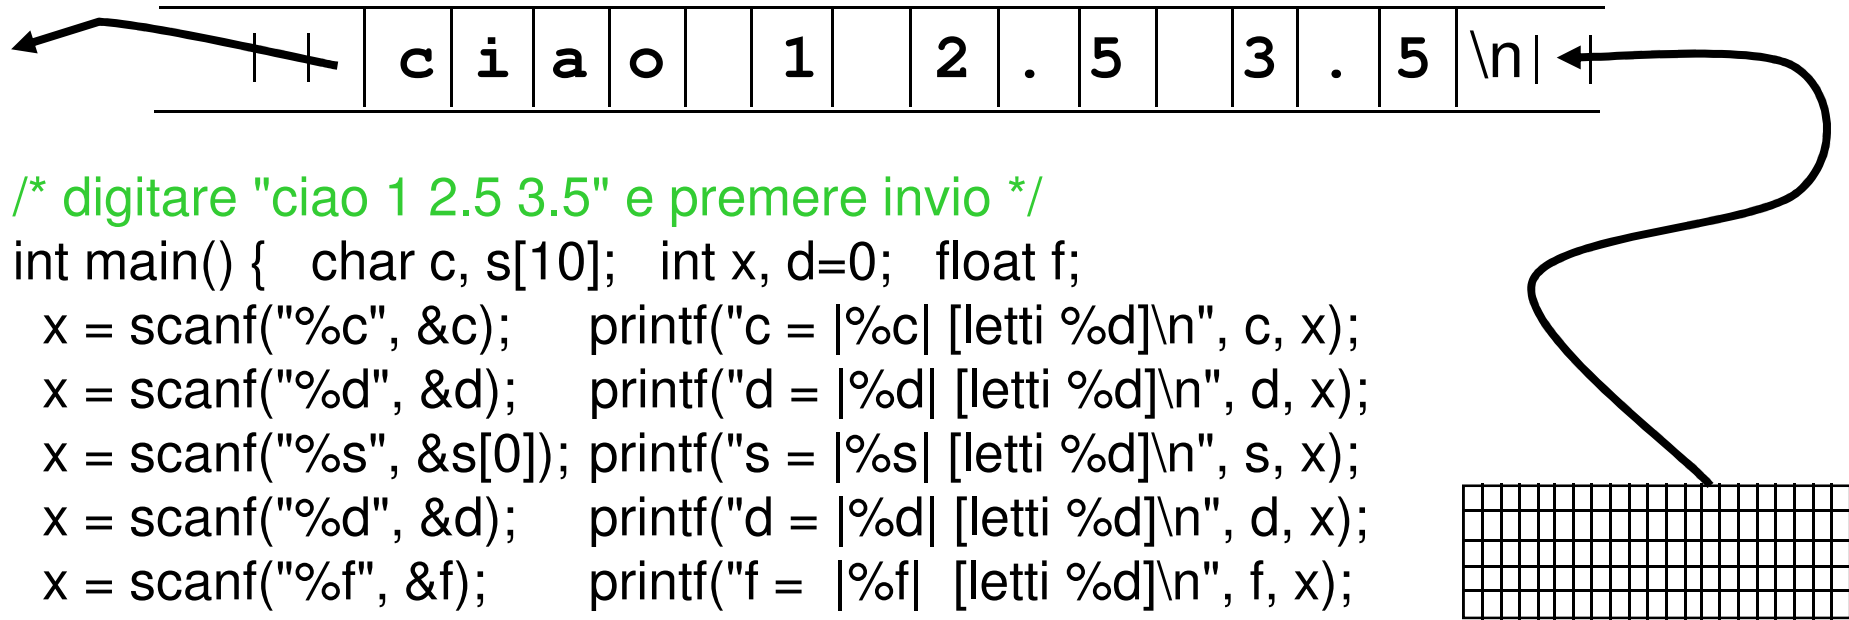 c i a o 1 2 . 5 3 . 5 \n
/* digitare "ciao 1 2.5 3.5" e premere invio */
int main() { char c, s[10]; int x, d=0; float f;
x = scanf("%c", &c); printf("c = |%c| [letti %d]\n", c, x);
x = scanf("%d", &d); printf("d = |%d| [letti %d]\n", d, x);
x = scanf("%s", &s[0]); printf("s = |%s| [letti %d]\n", s, x);
x = scanf("%d", &d); printf("d = |%d| [letti %d]\n", d, x);
x = scanf("%f", &f); printf("f = |%f| [letti %d]\n", f, x);